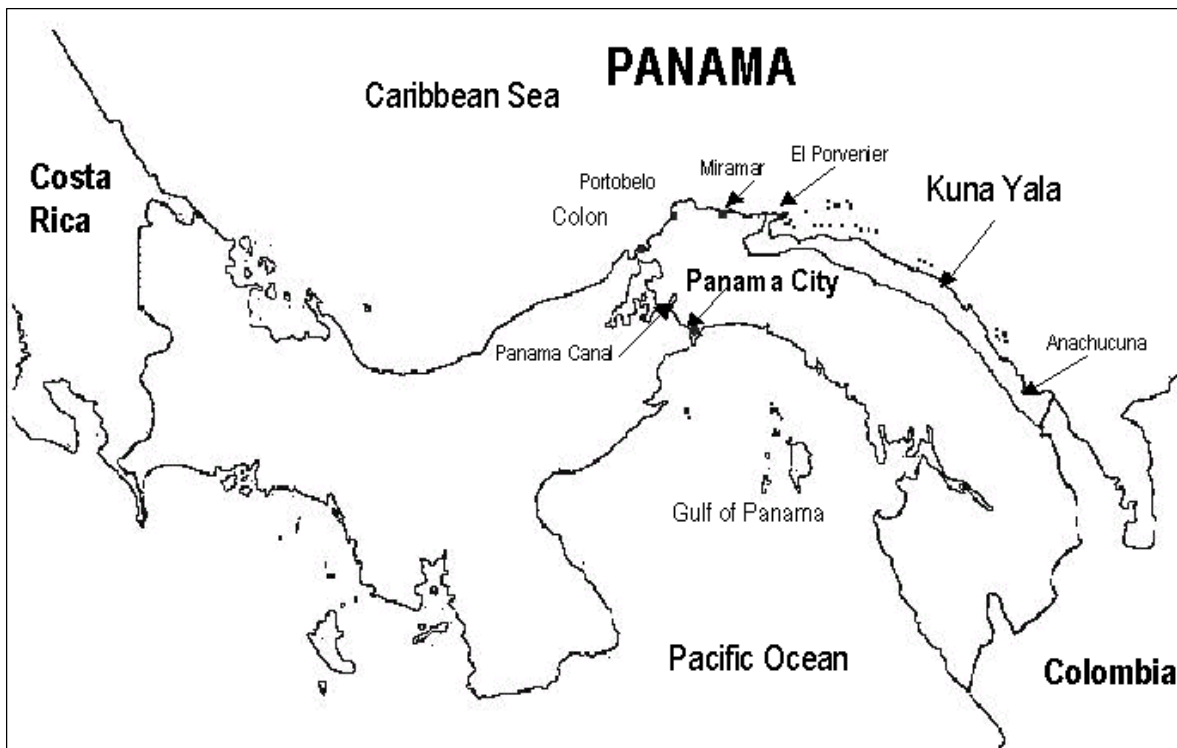 PANAMA
Caribbean Sea
El Porvenier
Miramar
Costa
Rica
Portobelo
Kuna Yala
Colon
Panama City
Panama Canal
Anachucuna
Gulf of Panama
Pacific Ocean
Colombia